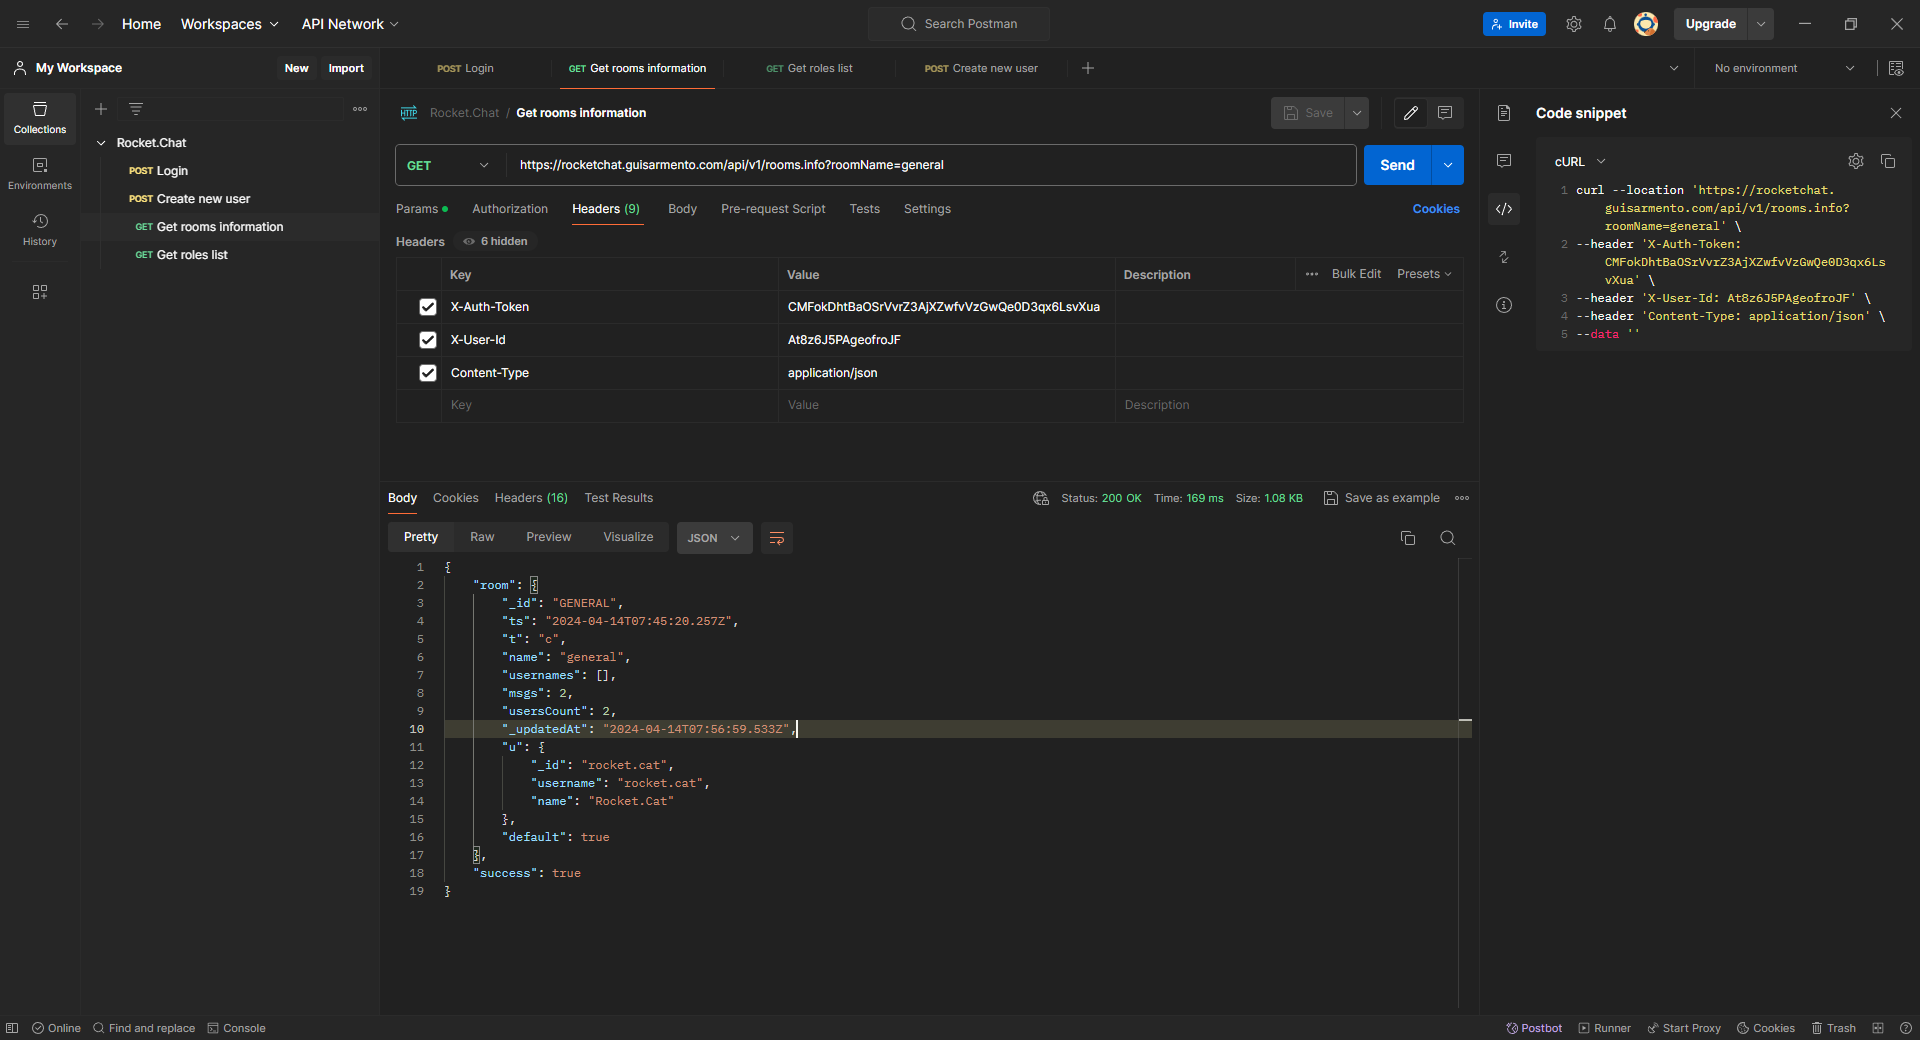 Home
Workspaces
API Network
Search Postman
Invite
Upgrade
My Workspace
New
Import
POST Login
GET Get rooms information
GET Get roles list
POST Create new user
No environment
Collections
Environments
History
Rocket.Chat
POST Login
POST Create new user
GET Get rooms information
GET Get roles list
HTTP Rocket.Chat / Get rooms information
Save
GET
https://rocketchat.guisarmento.com/api/v1/rooms.info?roomName=general
Send
Params
Authorization
Headers (9)
Body
Pre-request Script
Tests
Settings
Cookies
Headers
6 hidden
Key Value Description
Bulk Edit
Presets
X-Auth-Token CMFokDhtBaOSrVvrZ3AjXZwfvVzGwQe0D3qx6LsvXua
X-User-Id At8z6J5PAgeofroJF
Content-Type application/json
Key Value Description
Body
Cookies
Headers (16)
Test Results
Status: 200 OK
Time: 169 ms
Size: 1.08 KB
Save as example
Pretty
Raw
Preview
Visualize
JSON
1 {
2 "room": {
3 "_id": "GENERAL",
4 "ts": "2024-04-14T07:45:20.257Z",
5 "t": "c",
6 "name": "general",
7 "usernames": [],
8 "msgs": 2,
9 "usersCount": 2,
10 "_updatedAt": "2024-04-14T07:56:59.533Z",
11 "u": {
12 "_id": "rocket.cat",
13 "username": "rocket.cat",
14 "name": "Rocket.Cat"
15 },
16 "default": true
17 },
18 "success": true
19 }
Code snippet
cURL
1 curl --location 'https://rocketchat.
guisarmento.com/api/v1/rooms.info?
roomName=general' \
2 --header 'X-Auth-Token:
CMFokDhtBaOSrVvrZ3AjXZwfvVzGwQe0D3qx6Ls
vXua' \
3 --header 'X-User-Id: At8z6J5PAgeofroJF' \
4 --header 'Content-Type: application/json' \
5 --data ''
Online
Find and replace
Console
Postbot
Runner
Start Proxy
Cookies
Trash